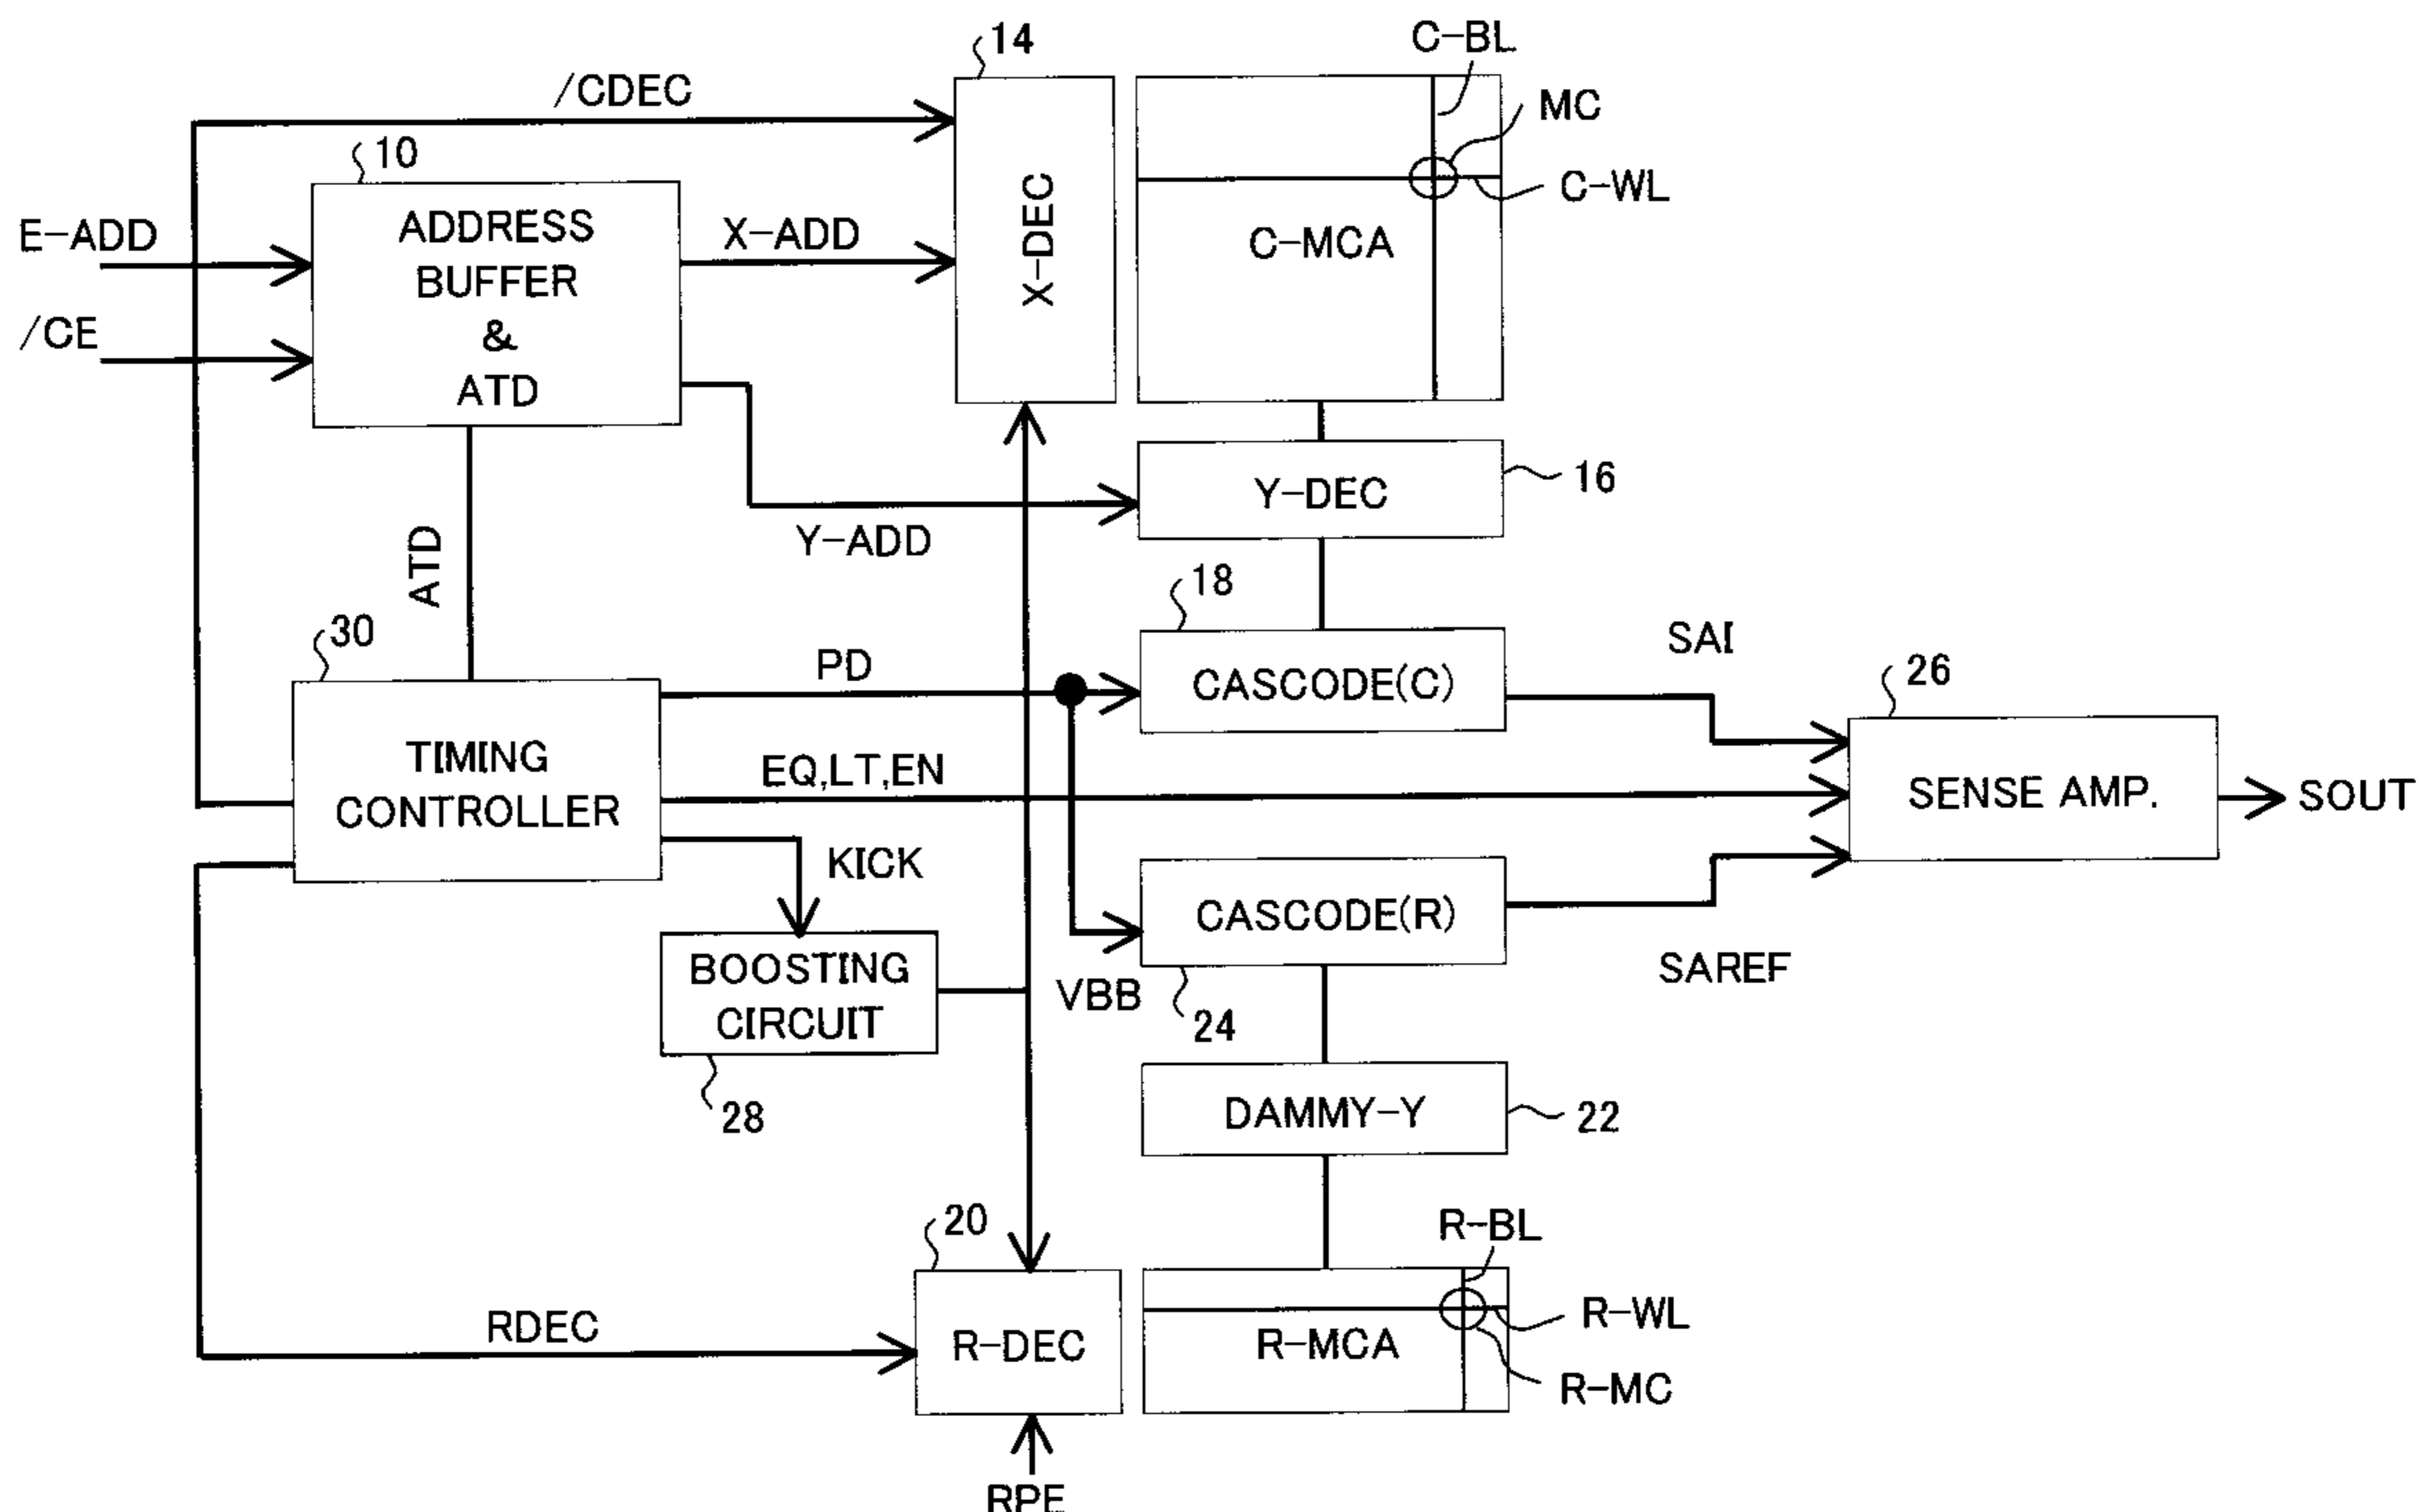 14
C-BL
/CDEC
MC
10
C-WL
E-ADD
ADDRESS
BUFFER
&
ATD
X-ADD
X-DEC
C-MCA
/CE
Y-DEC
16
Y-ADD
ATD
18
30
PD
CASCODE(C)
SAI
26
TIMING
CONTROLLER
EQ,LT,EN
SENSE AMP.
SOUT
KICK
CASCODE(R)
BOOSTING
CIRCUIT
VBB
24
SAREF
28
DAMMY-Y
22
20
R-BL
RDEC
R-DEC
R-MCA
R-WL
R-MC
RPE